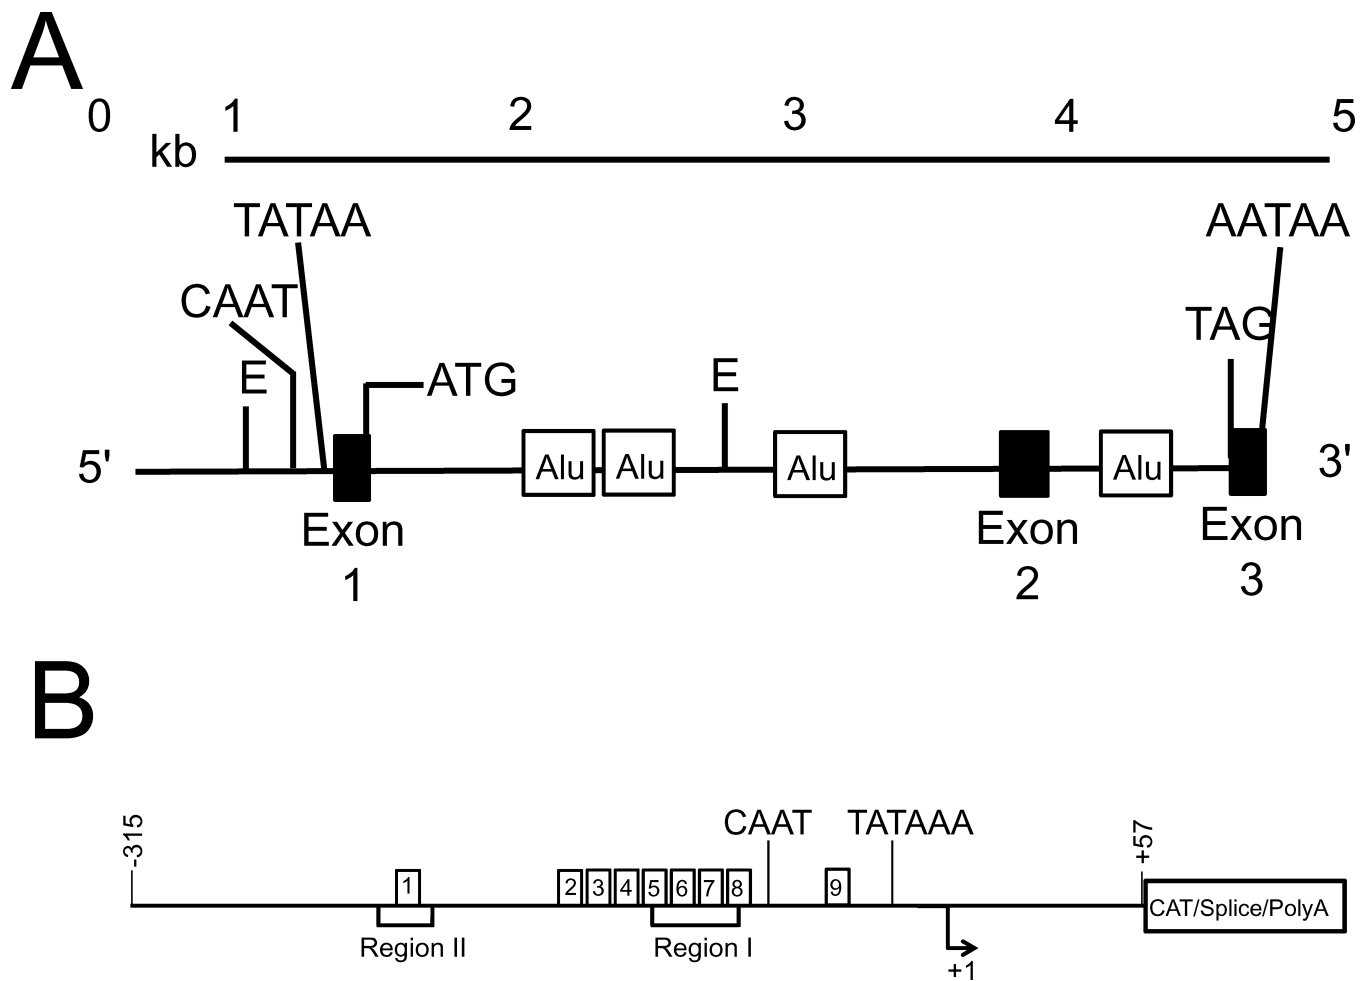 A
0 1 2 3 4 5
kb
TATAA AATAA
CAAT TAG
E ATG E
5' Alu Alu Alu Alu 3'
Exon Exon Exon
1 2 3
B
-315 CAAT TATAAA +57
1 2 3 4 5 6 7 8 9
CAT/Splice/PolyA
Region II Region I
+1